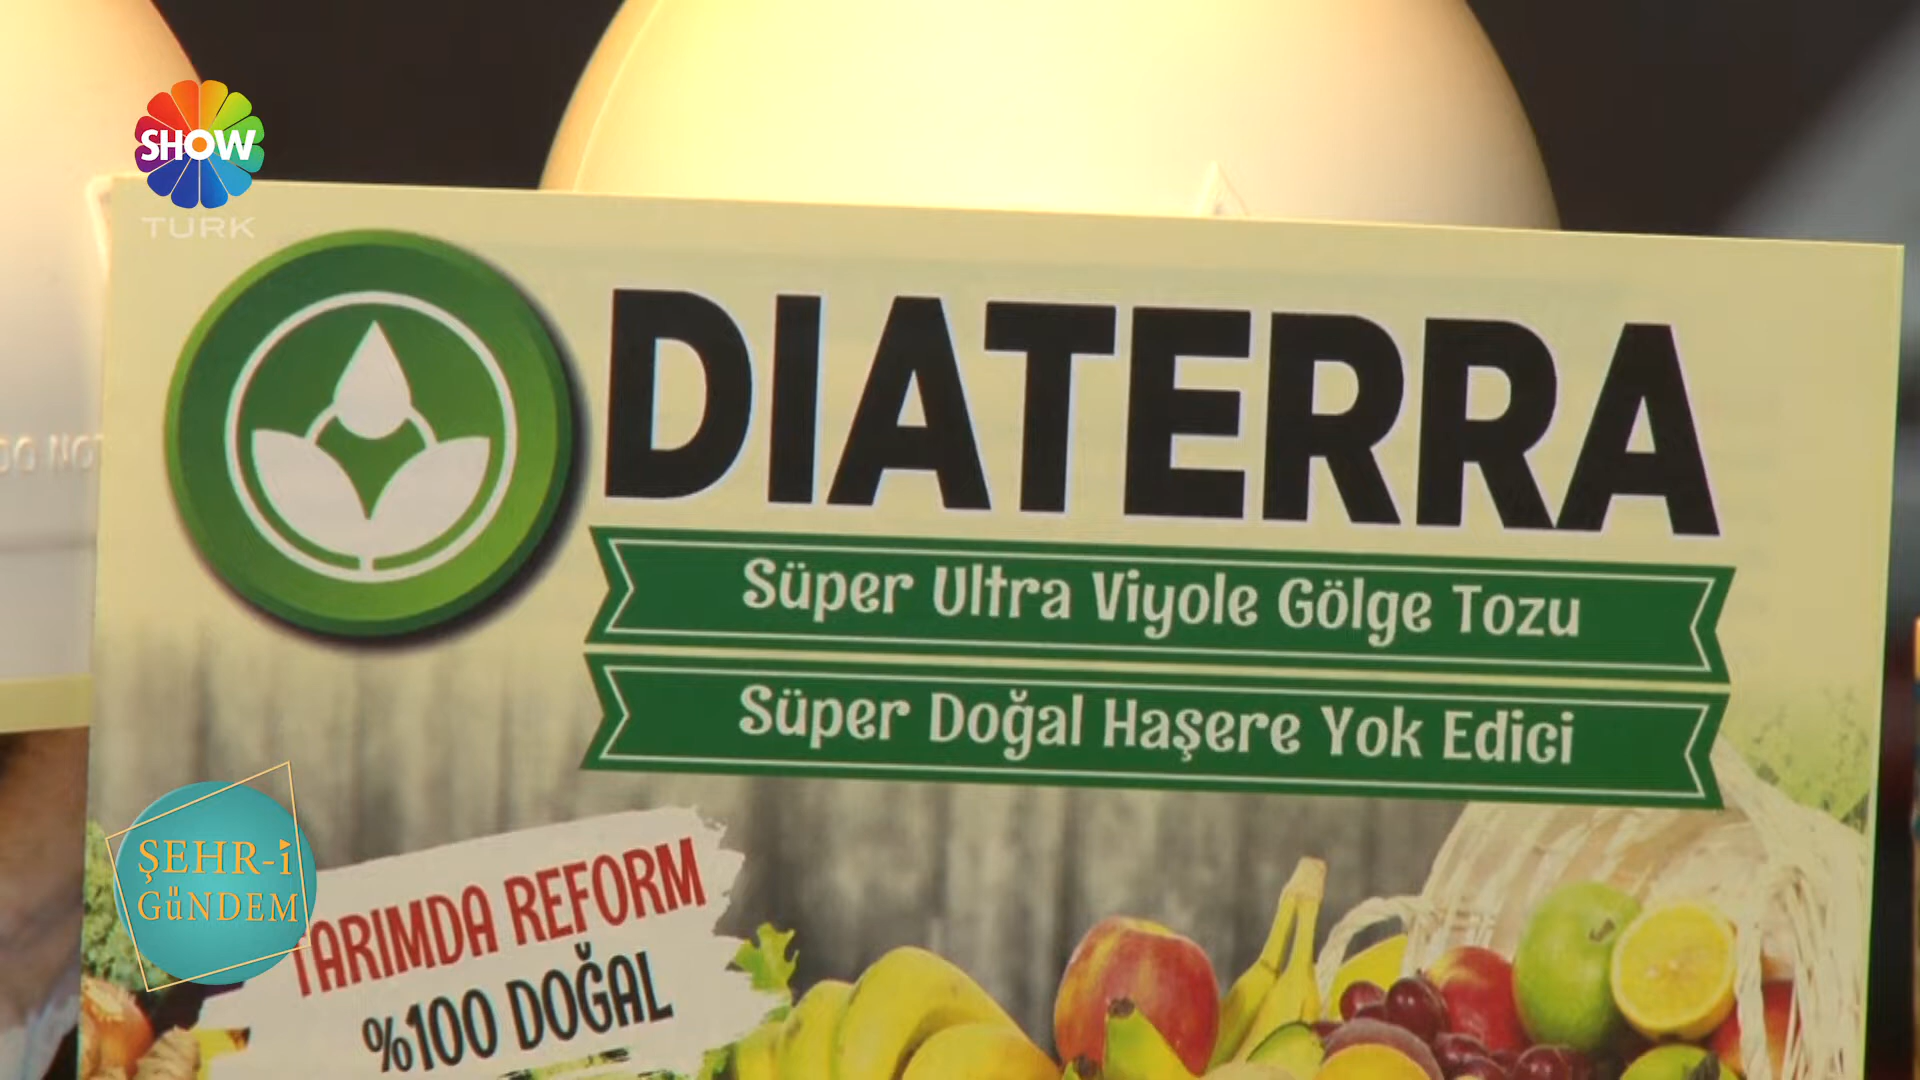 SHOW
TURK
DIATERRA
Süper Ultra Viyole Gölge Tozu
Süper Doğal Haşere Yok Edici
ŞEHR-i
GüNDEM
TARIMDA REFORM
%100 DOĞAL